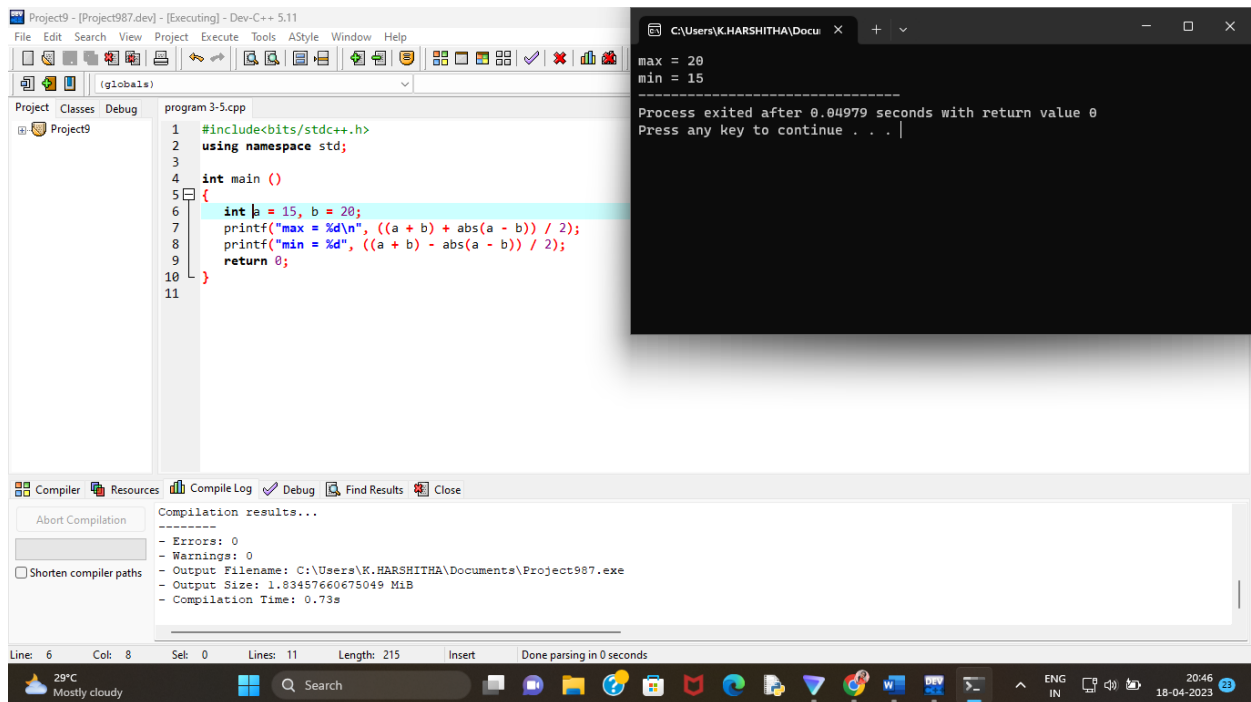 Project9 - [Project987.dev] - [Executing] - Dev-C++ 5.11
File Edit Search View Project Execute Tools AStyle Window Help
(globals)
Project Classes Debug
Project9
program 3-5.cpp
1 #include<bits/stdc++.h>
2 using namespace std;
3
4 int main ()
5 {
6 int a = 15, b = 20;
7 printf("max = %d\n", ((a + b) + abs(a - b)) / 2);
8 printf("min = %d", ((a + b) - abs(a - b)) / 2);
9 return 0;
10 }
11
C:\Users\K.HARSHITHA\Docu
max = 20
min = 15
--------------------------------
Process exited after 0.04979 seconds with return value 0
Press any key to continue . . .
Compiler Resources Compile Log Debug Find Results Close
Abort Compilation
Shorten compiler paths
Compilation results...
--------
- Errors: 0
- Warnings: 0
- Output Filename: C:\Users\K.HARSHITHA\Documents\Project987.exe
- Output Size: 1.83457660675049 MiB
- Compilation Time: 0.73s
Line: 6 Col: 8 Sel: 0 Lines: 11 Length: 215 Insert Done parsing in 0 seconds
29°C
Mostly cloudy
Search
DEV
ENG
IN
20:46
18-04-2023
23